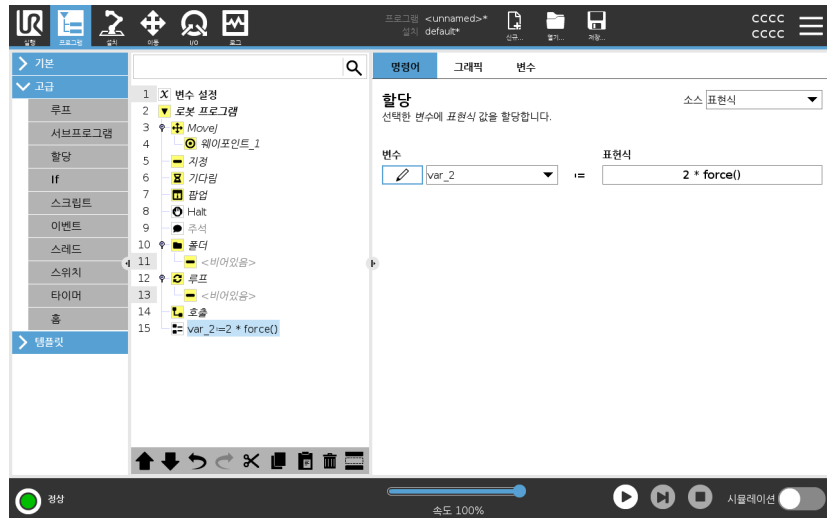 프로그램 <unnamed>*
설치 default*
cccc
cccc
실행
프로그램
설치
이동
I/O
로그
신규...
열기...
저장...
기본
고급
루프
서브프로그램
할당
If
스크립트
이벤트
스레드
스위치
타이머
홈
템플릿
1 X 변수 설정
2 로봇 프로그램
3 MoveJ
4 웨이포인트_1
5 지정
6 기다림
7 팝업
8 Halt
9 주석
10 폴더
11 <비어있음>
12 루프
13 <비어있음>
14 호출
15 var_2:=2 * force()
명령어 그래픽 변수
할당
소스 표현식
선택한 변수에 표현식 값을 할당합니다.
변수 표현식
var_2 := 2 * force()
정상
속도 100%
시뮬레이션